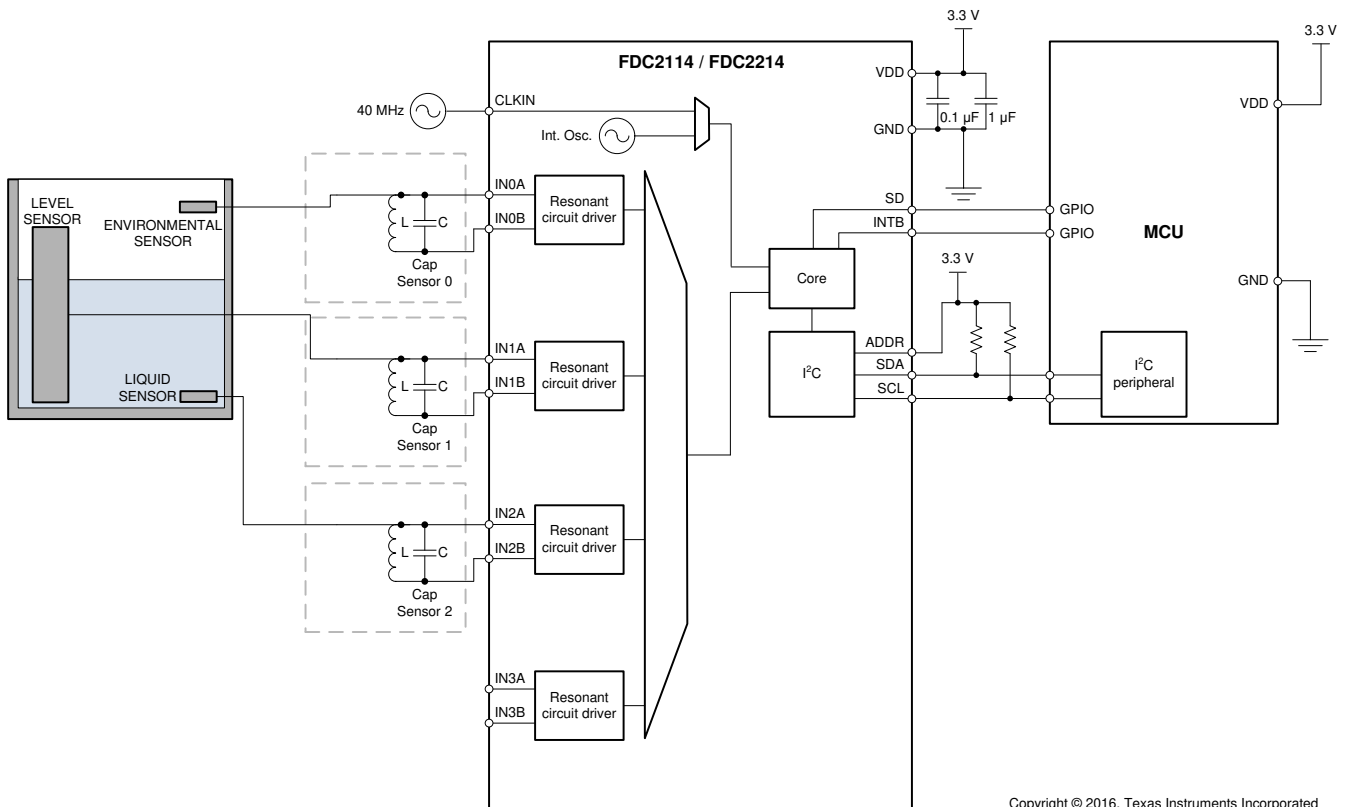 3.3 V
3.3 V
FDC2114 / FDC2214
VDD
CLKIN
40 MHz
VDD
0.1 µF
1 µF
Int. Osc.
GND
LEVEL
SENSOR
ENVIRONMENTAL
SENSOR
LIQUID
SENSOR
L
C
Cap
Sensor 0
IN0A
IN0B
Resonant
circuit driver
L
C
Cap
Sensor 1
IN1A
IN1B
Resonant
circuit driver
L
C
Cap
Sensor 2
IN2A
IN2B
Resonant
circuit driver
IN3A
IN3B
Resonant
circuit driver
SD
INTB
GPIO
GPIO
MCU
Core
3.3 V
GND
I²C
ADDR
SDA
SCL
I²C
peripheral
Copyright © 2016, Texas Instruments Incorporated